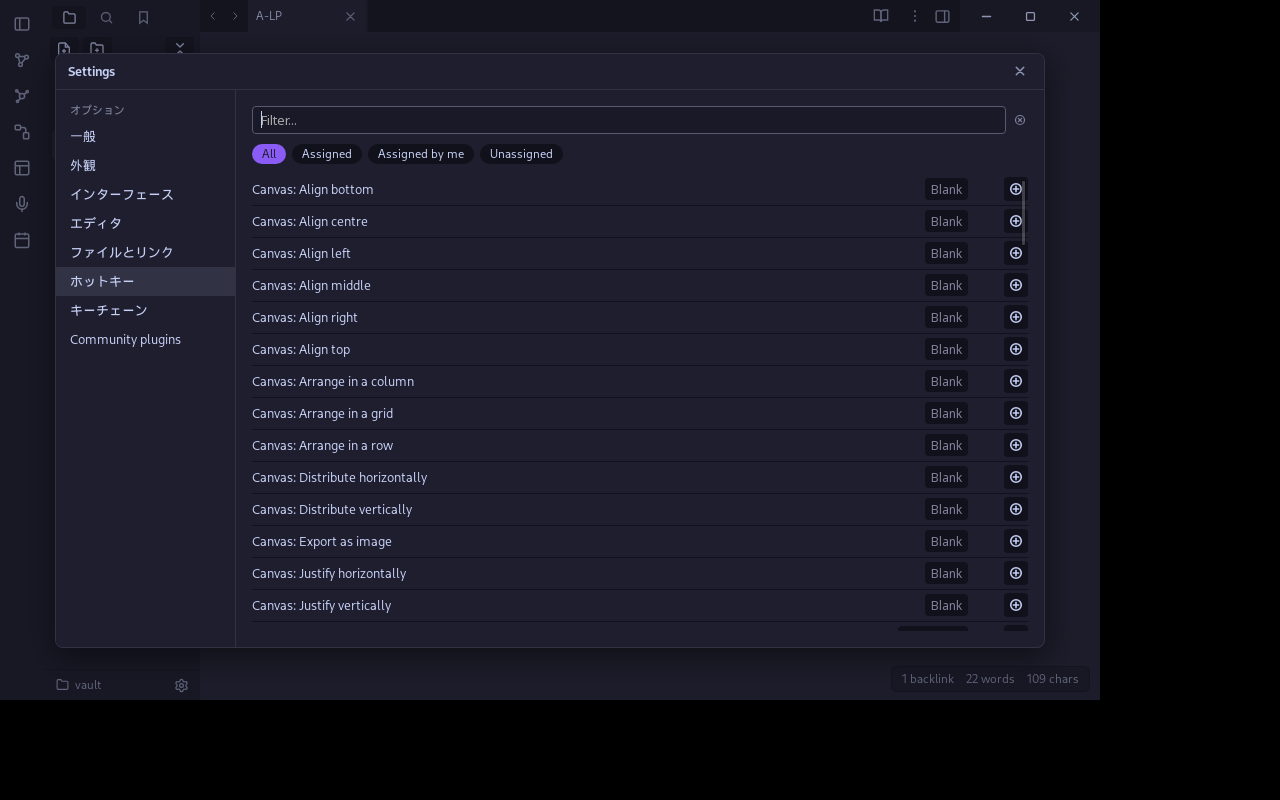 A-LP
Settings
オプション
一般
外観
インターフェース
エディタ
ファイルとリンク
ホットキー
キーチェーン
Community plugins
Filter...
All Assigned Assigned by me Unassigned
Canvas: Align bottom Blank
Canvas: Align centre Blank
Canvas: Align left Blank
Canvas: Align middle Blank
Canvas: Align right Blank
Canvas: Align top Blank
Canvas: Arrange in a column Blank
Canvas: Arrange in a grid Blank
Canvas: Arrange in a row Blank
Canvas: Distribute horizontally Blank
Canvas: Distribute vertically Blank
Canvas: Export as image Blank
Canvas: Justify horizontally Blank
Canvas: Justify vertically Blank
vault
1 backlink 22 words 109 chars